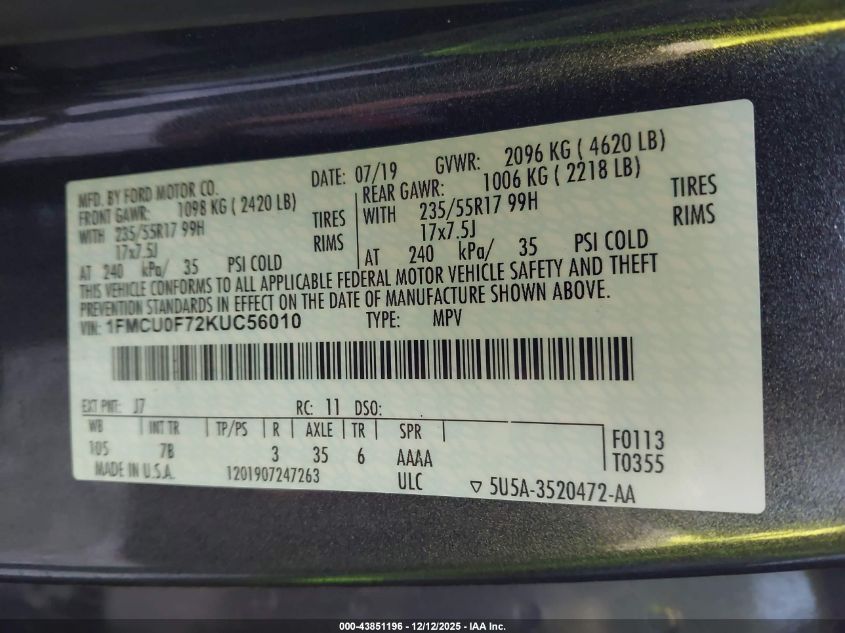 MFD. BY FORD MOTOR CO. DATE: 07/19 GVWR: 2096 KG ( 4620 LB)
FRONT GAWR: 1098 KG ( 2420 LB) REAR GAWR: 1006 KG ( 2218 LB)
WITH 235/55R17 99H TIRES WITH 235/55R17 99H TIRES
17x7.5J RIMS 17x7.5J RIMS
AT 240 kPa/ 35 PSI COLD AT 240 kPa/ 35 PSI COLD
THIS VEHICLE CONFORMS TO ALL APPLICABLE FEDERAL MOTOR VEHICLE SAFETY AND THEFT
PREVENTION STANDARDS IN EFFECT ON THE DATE OF MANUFACTURE SHOWN ABOVE.
VIN: 1FMCU0F72KUC56010 TYPE: MPV
EXT PNT: J7 RC: 11 DSO:
WB INT TR TP/PS R AXLE TR SPR
105 7B 3 35 6 AAAA
F0113
T0355
MADE IN U.S.A. 1201907247263 ULC ▽ 5U5A-3520472-AA
000-43851196 - 12/12/2025 - IAA Inc.